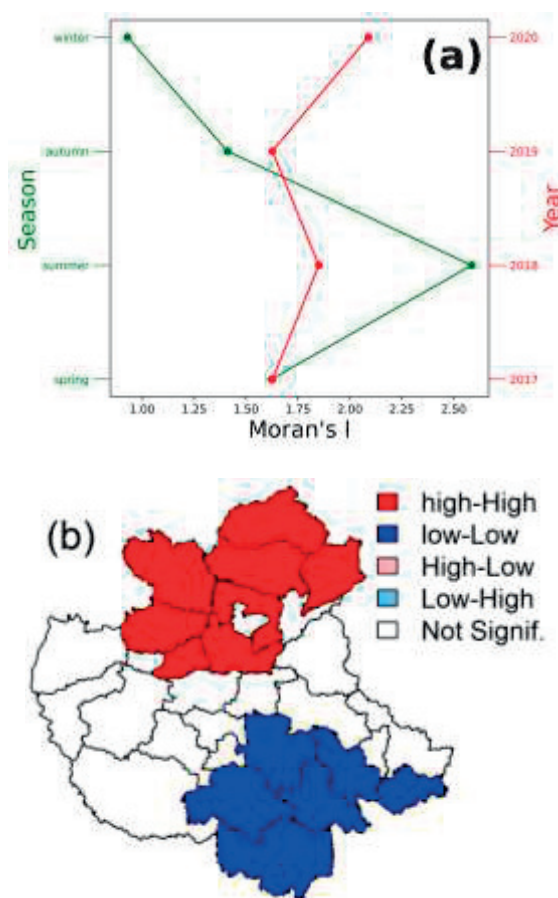 (a)
winter
autumn
summer
spring
Season
2020
2019
2018
2017
Year
1.00 1.25 1.50 1.75 2.00 2.25 2.50
Moran's I
(b)
high-High
low-Low
High-Low
Low-High
Not Signif.